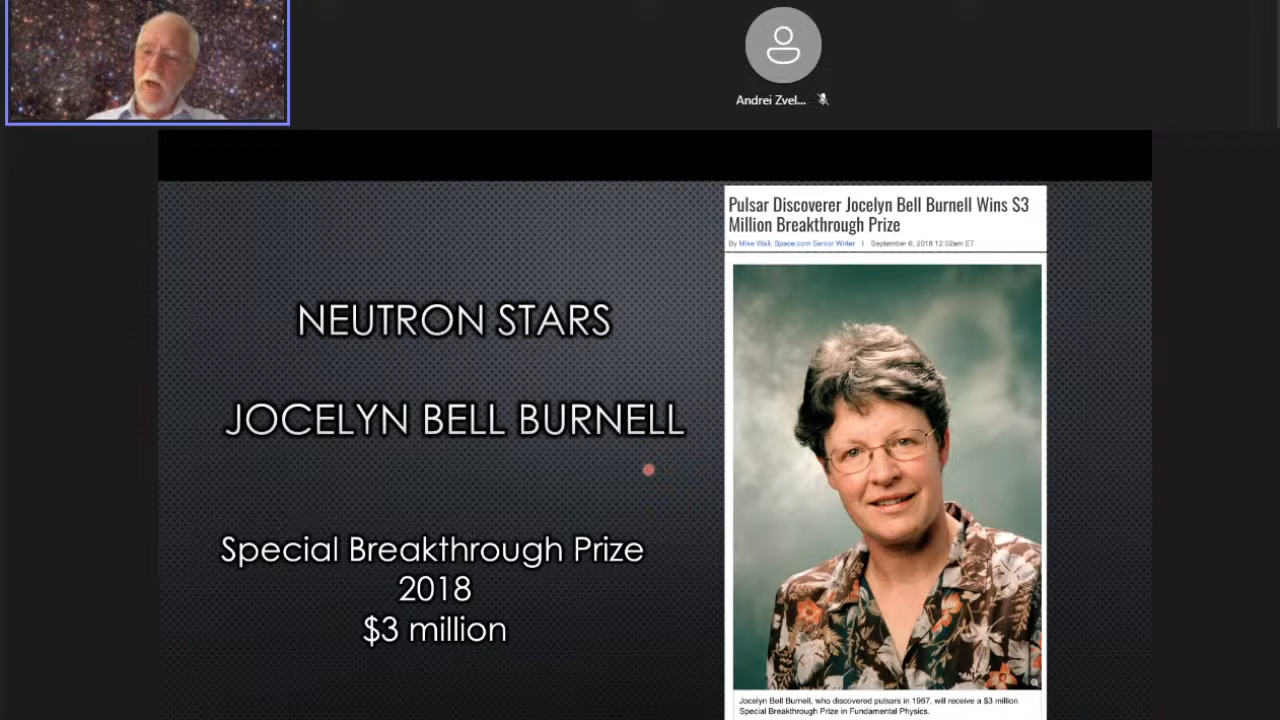 Andrei Zvel...
Pulsar Discoverer Jocelyn Bell Burnell Wins $3
Million Breakthrough Prize
By Mike Wall, Space.com Senior Writer | September 6, 2018 12:02am ET
NEUTRON STARS
JOCELYN BELL BURNELL
Special Breakthrough Prize
2018
$3 million
Jocelyn Bell Burnell, who discovered pulsars in 1967, will receive a $3 million
Special Breakthrough Prize in Fundamental Physics.